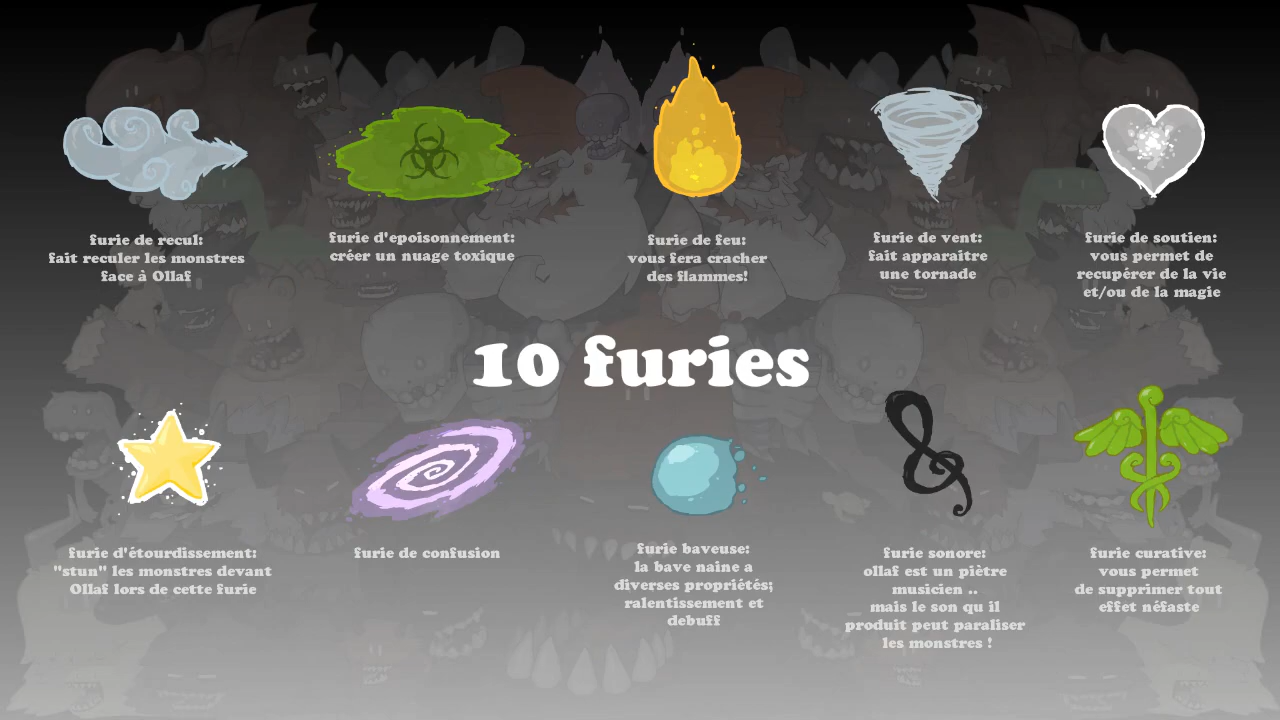 furie de recul:
fait reculer les monstres
face à Ollaf
furie d'epoisonnement:
créer un nuage toxique
furie de feu:
vous fera cracher
des flammes!
furie de vent:
fait apparaitre
une tornade
furie de soutien:
vous permet de
recupérer de la vie
et/ou de la magie
10 furies
furie d'étourdissement:
"stun" les monstres devant
Ollaf lors de cette furie
furie de confusion
furie baveuse:
la bave naine a
diverses propriétés;
ralentissement et
debuff
furie sonore:
ollaf est un piètre
musicien ..
mais le son qu il
produit peut paraliser
les monstres !
furie curative:
vous permet
de supprimer tout
effet néfaste